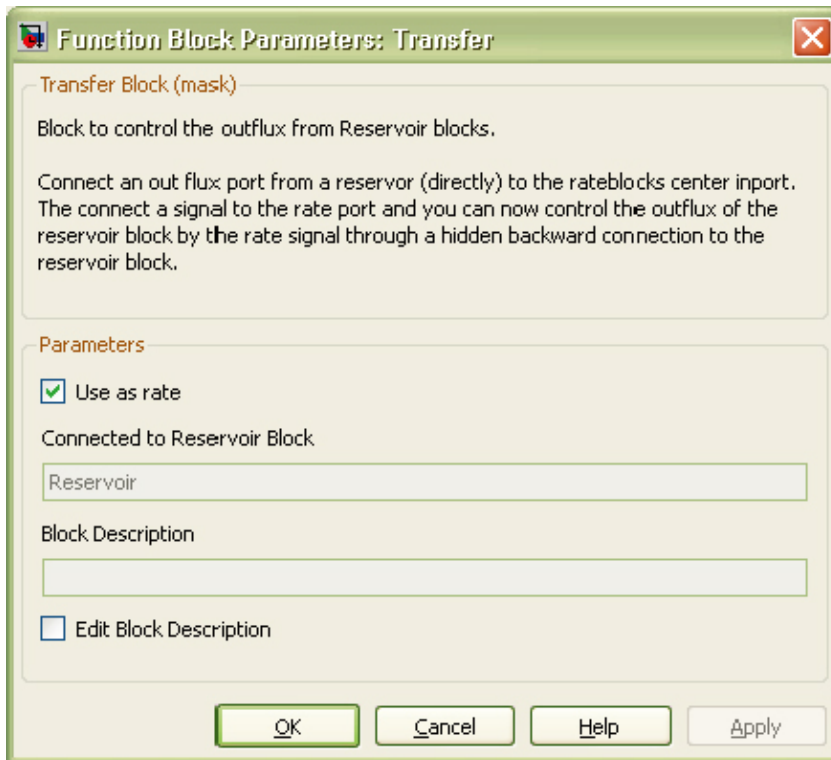 Function Block Parameters: Transfer
Transfer Block (mask)
Block to control the outflux from Reservoir blocks.
Connect an out flux port from a reservor (directly) to the rateblocks center inport.
The connect a signal to the rate port and you can now control the outflux of the
reservoir block by the rate signal through a hidden backward connection to the
reservoir block.
Parameters
Use as rate
Connected to Reservoir Block
Reservoir
Block Description
Edit Block Description
OK Cancel Help Apply